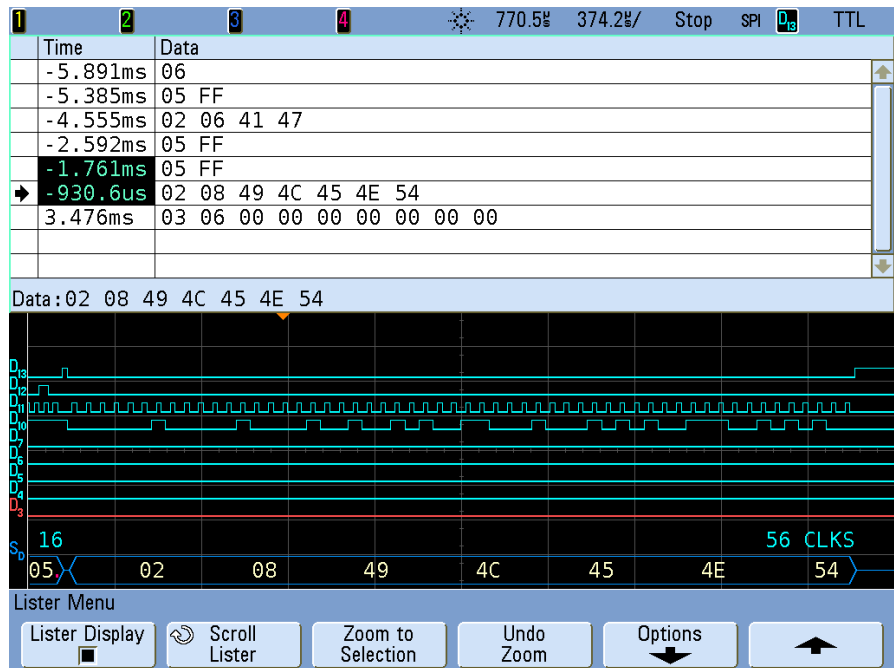 1 2 3 4 770.5us 374.2us/ Stop SPI D13 TTL
Time Data
-5.891ms 06
-5.385ms 05 FF
-4.555ms 02 06 41 47
-2.592ms 05 FF
-1.761ms 05 FF
-930.6us 02 08 49 4C 45 4E 54
3.476ms 03 06 00 00 00 00 00 00 00
Data:02 08 49 4C 45 4E 54
D13
D12
D11
D10
D7
D6
D5
D4
D3
16 56 CLKS
SD
05. 02 08 49 4C 45 4E 54
Lister Menu
Lister Display Scroll Lister Zoom to Selection Undo Zoom Options